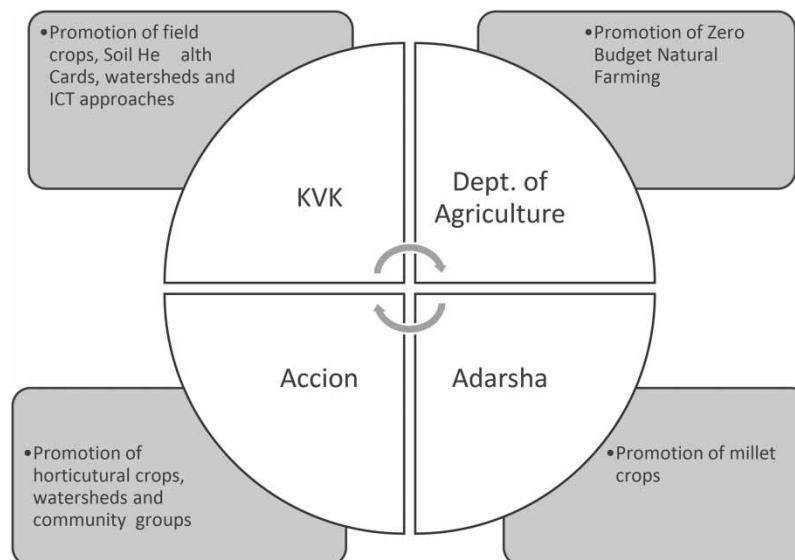 •Promotion of field
crops, Soil He alth
Cards, watersheds and
ICT approaches
•Promotion of Zero
Budget Natural
Farming
KVK
Dept. of
Agriculture
Accion
Adarsha
•Promotion of
horticutural crops,
watersheds and
community groups
•Promotion of millet
crops